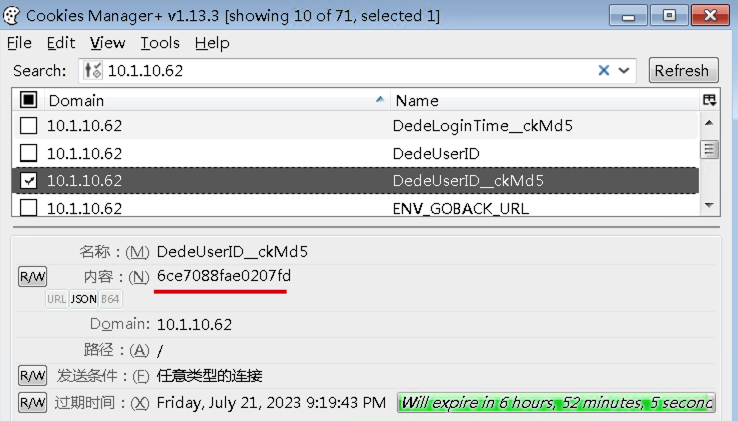 Cookies Manager+ v1.13.3 [showing 10 of 71, selected 1]
File Edit View Tools Help
Search: 10.1.10.62 Refresh
Domain Name
10.1.10.62 DedeLoginTime__ckMd5
10.1.10.62 DedeUserID
10.1.10.62 DedeUserID__ckMd5
10.1.10.62 ENV_GOBACK_URL
名称：(M) DedeUserID__ckMd5
R/W 内容：(N) 6ce7088fae0207fd
URL JSON B64
Domain: 10.1.10.62
路径：(A) /
R/W 发送条件：(F) 任意类型的连接
R/W 过期时间：(X) Friday, July 21, 2023 9:19:43 PM Will expire in 6 hours, 52 minutes, 5 second